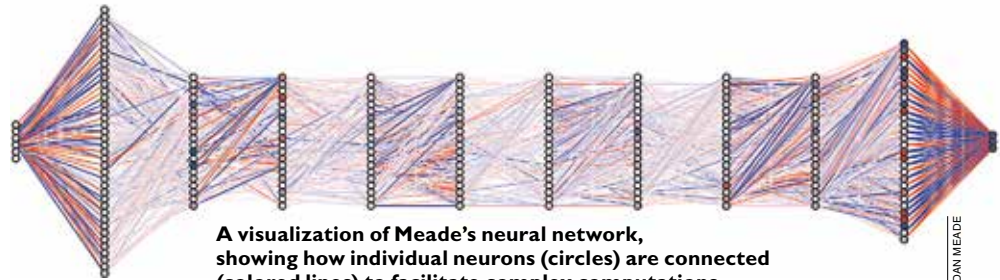 A visualization of Meade’s neural network,
showing how individual neurons (circles) are connected
(colored lines) to facilitate complex computations
DAN MEADE